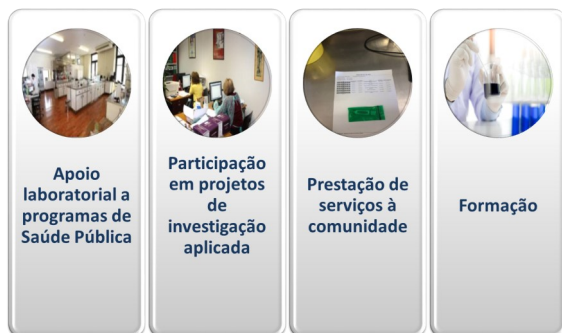 Apoio
laboratorial a
programas de
Saúde Pública
Participação
em projetos
de
investigação
aplicada
Prestação de
serviços à
comunidade
Formação